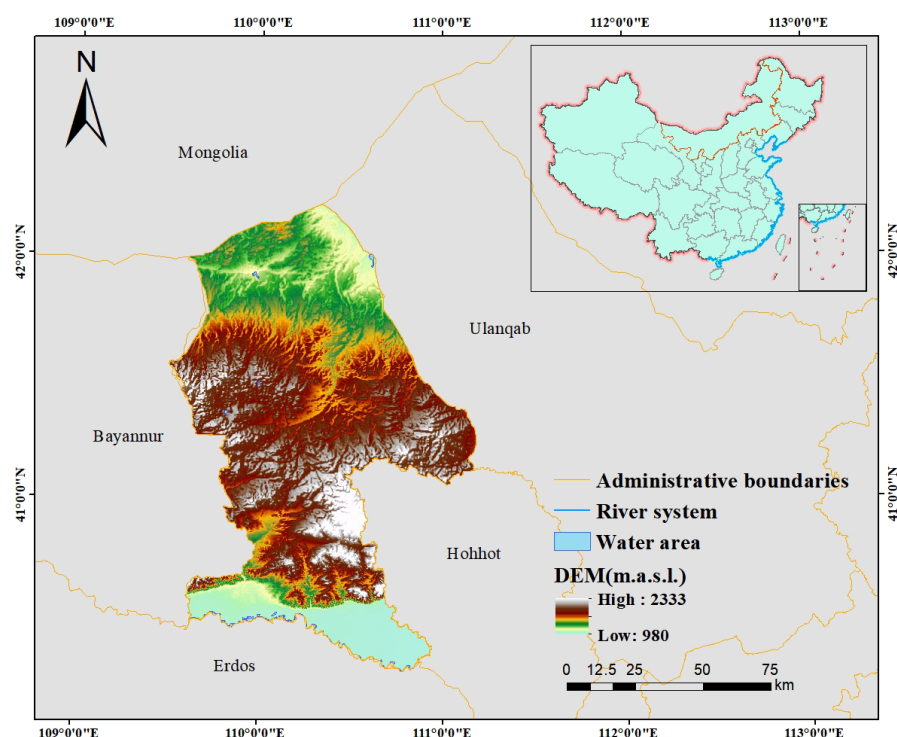 109°0'0"E 110°0'0"E 111°0'0"E 112°0'0"E 113°0'0"E
N
Mongolia
42°0'0"N 42°0'0"N
Ulanqab
Bayannur
41°0'0"N 41°0'0"N
Administrative boundaries
River system
Water area
Hohhot
DEM(m.a.s.l.)
High : 2333
Low: 980
Erdos
0 12.5 25 50 75
km
109°0'0"E 110°0'0"E 111°0'0"E 112°0'0"E 113°0'0"E